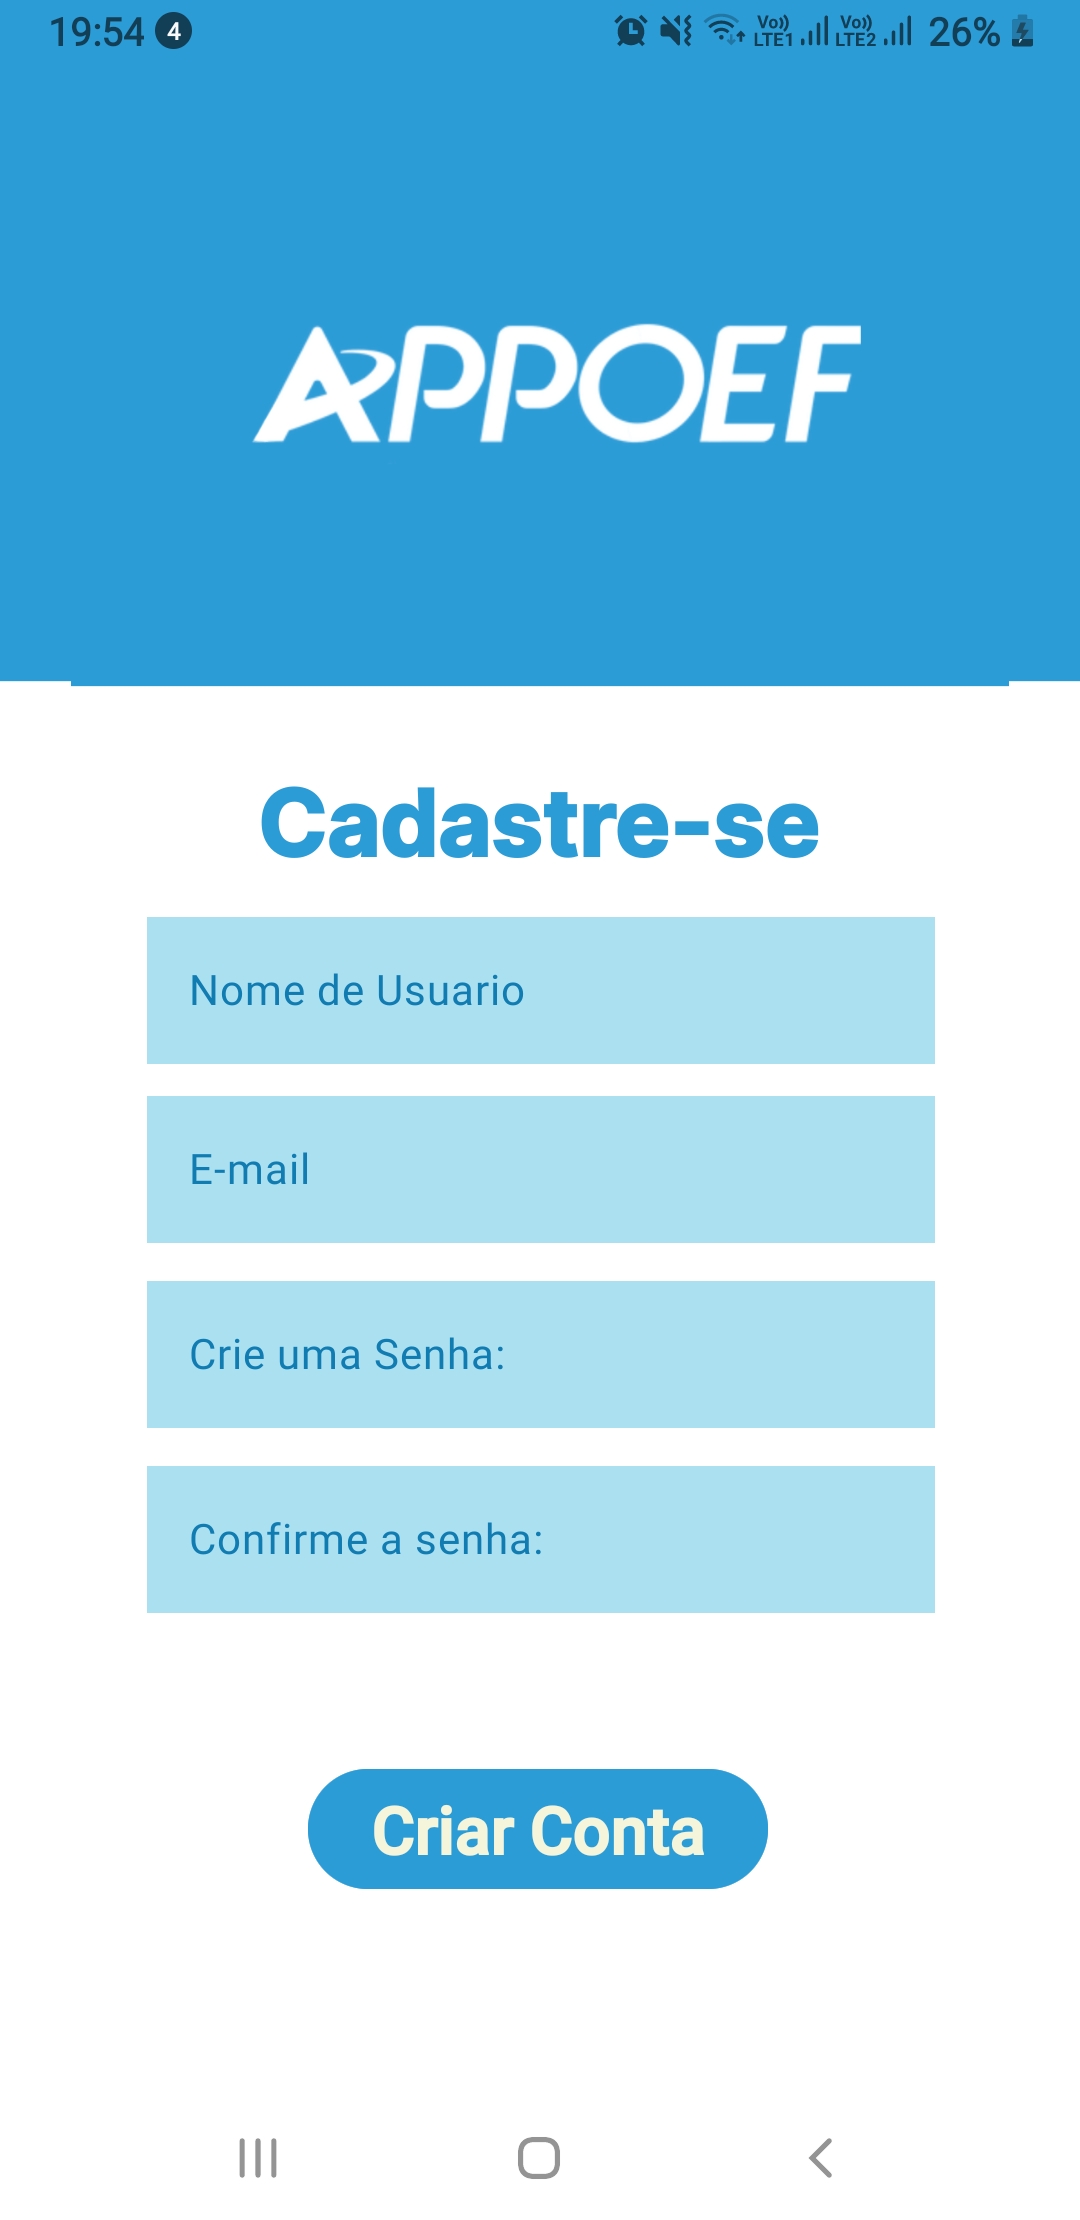 19:54 4 Vo)) LTE1 Vo)) LTE2 26%
APPOEF
Cadastre-se
Nome de Usuario
E-mail
Crie uma Senha:
Confirme a senha:
Criar Conta